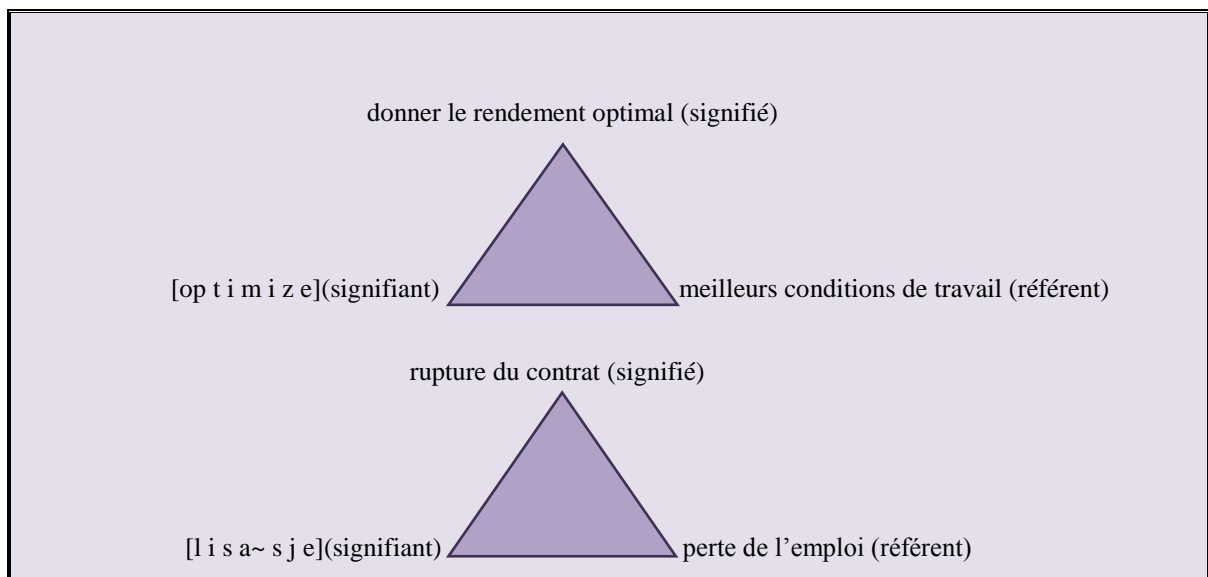 donner le rendement optimal (signifié)
[op t i m i z e](signifiant) meilleurs conditions de travail (référent)
rupture du contrat (signifié)
[l i s a~ s j e](signifiant) perte de l’emploi (référent)